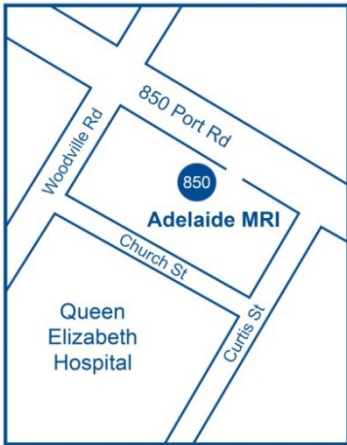 850 Port Rd
Woodville Rd
850
Adelaide MRI
Church St
Queen
Elizabeth
Hospital
Curtis St